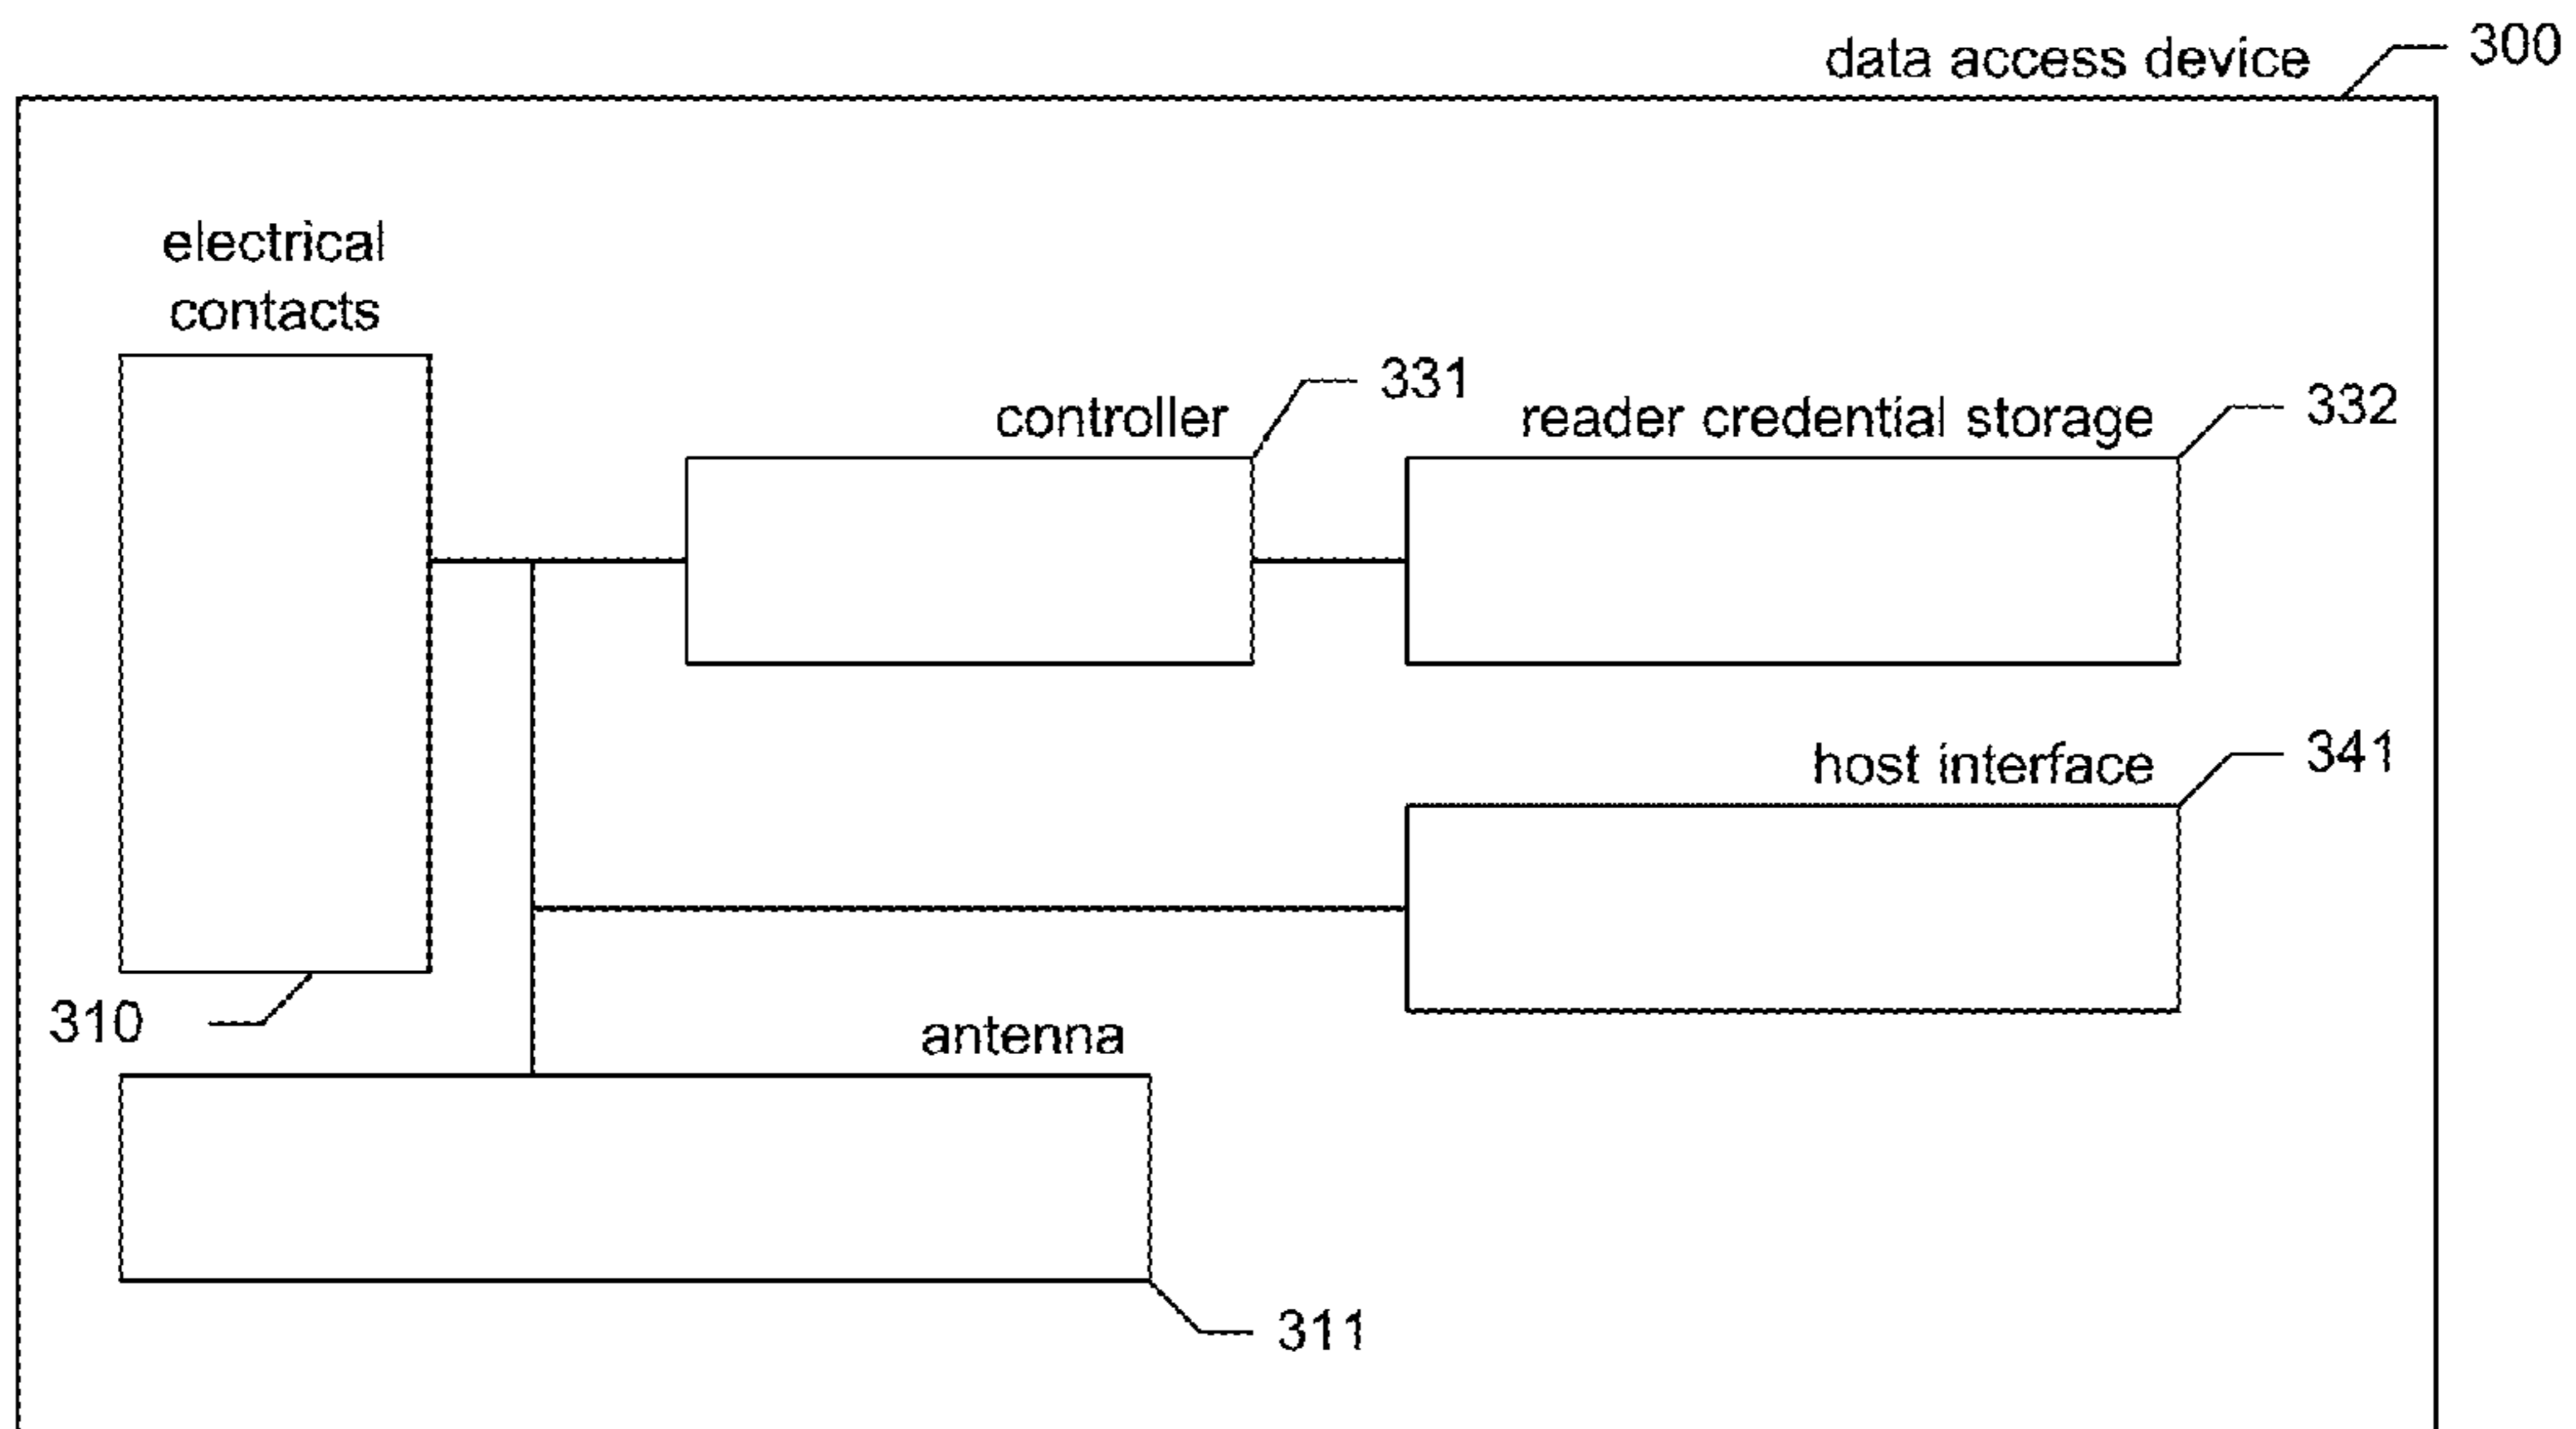 data access device
300
electrical
contacts
controller
331
reader credential storage
332
host interface
341
310
antenna
311